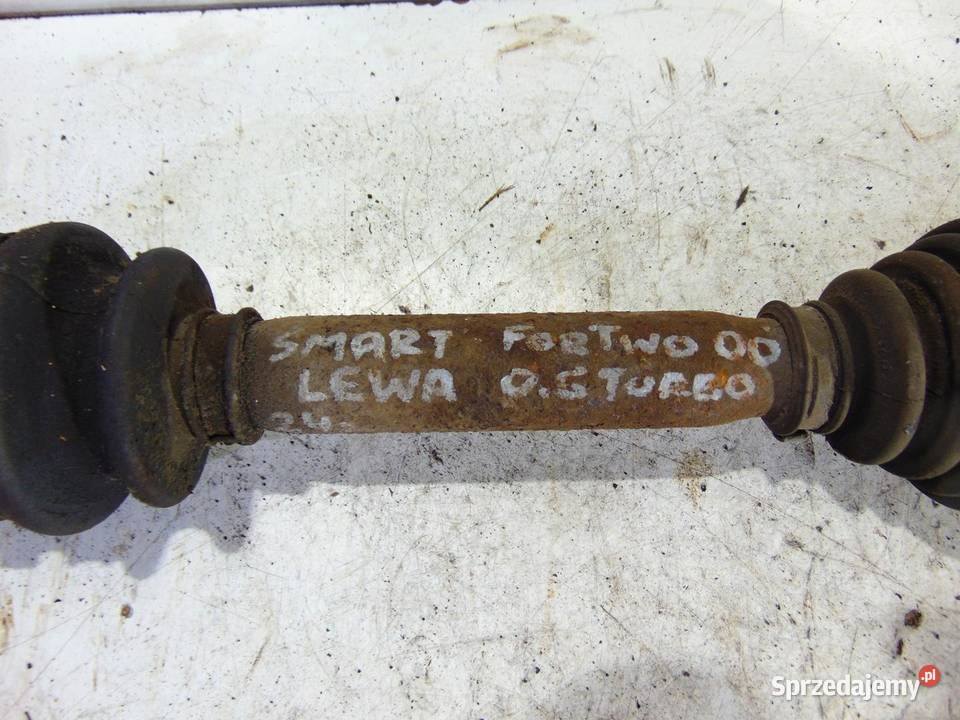 SMART FORTWO 00
LEWA 0.6 TURBO
Sprzedajemy.pl